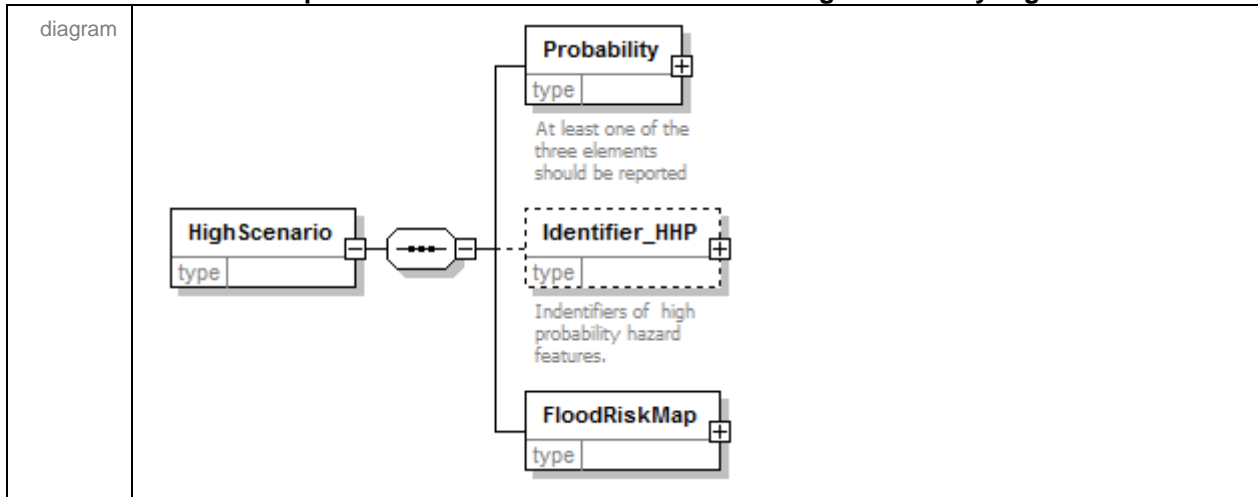 diagram
Probability
type
At least one of the
three elements
should be reported
HighScenario
type
Identifier_HHP
type
Indentifiers of high
probability hazard
features.
FloodRiskMap
type